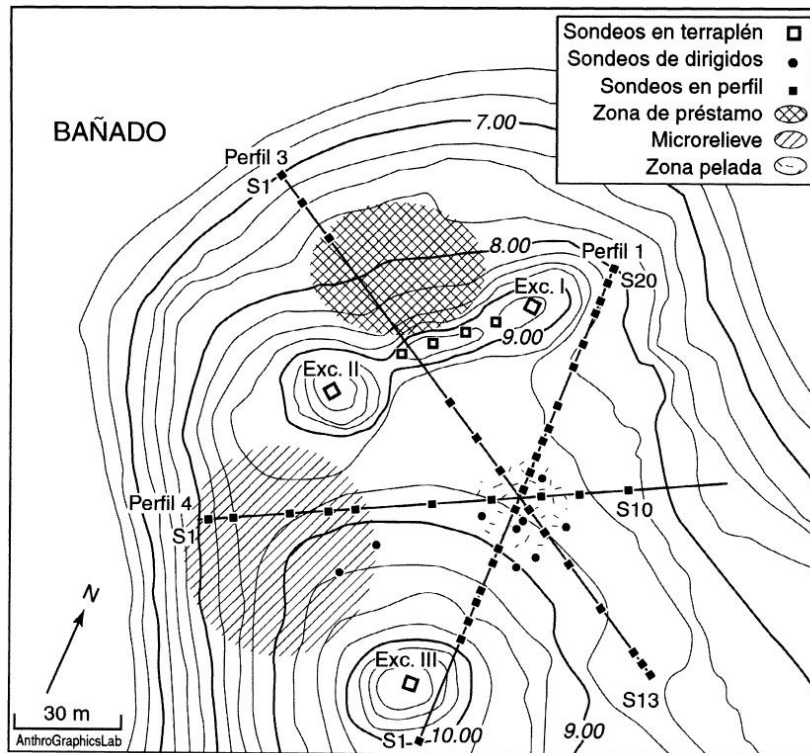 Sondeos en terraplén
Sondeos de dirigidos
Sondeos en perfil
Zona de préstamo
Microrelieve
Zona pelada
BAÑADO
7.00
Perfil 3
S1
8.00
Perfil 1
S20
Exc. I
9.00
Exc. II
Perfil 4
S1
S10
N
Exc. III
S13
30 m
S1
10.00
9.00
AnthroGraphicsLab